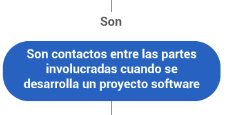 Son
Son contactos entre las partes
involucradas cuando se
desarrolla un proyecto software